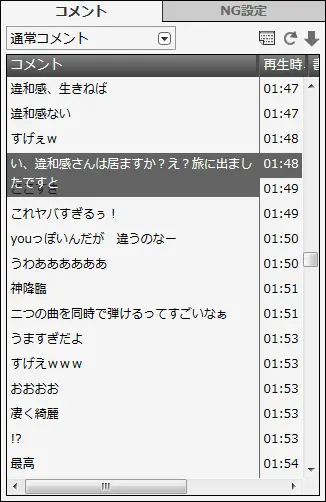 コメント NG設定
通常コメント
コメント 再生時
違和感、生きねば 01:47
違和感ない 01:47
すげぇｗ 01:48
い、違和感さんは居ますか？え？旅に出まし 01:48
たですと
01:49
これヤバすぎるぅ！ 01:49
youっぽいんだが　違うのなー 01:50
うわああああああ 01:50
神降臨 01:51
二つの曲を同時で弾けるってすごいなぁ 01:51
うますぎだよ 01:53
すげえｗｗｗ 01:53
おおおお 01:53
凄く綺麗 01:53
!? 01:53
最高 01:54